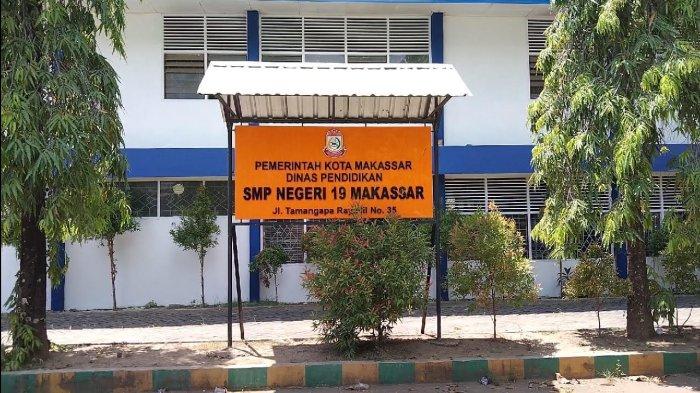 PEMERINTAH KOTA MAKASSAR
DINAS PENDIDIKAN
SMP NEGERI 19 MAKASSAR
Jl. Tamangapa Raya III No. 35